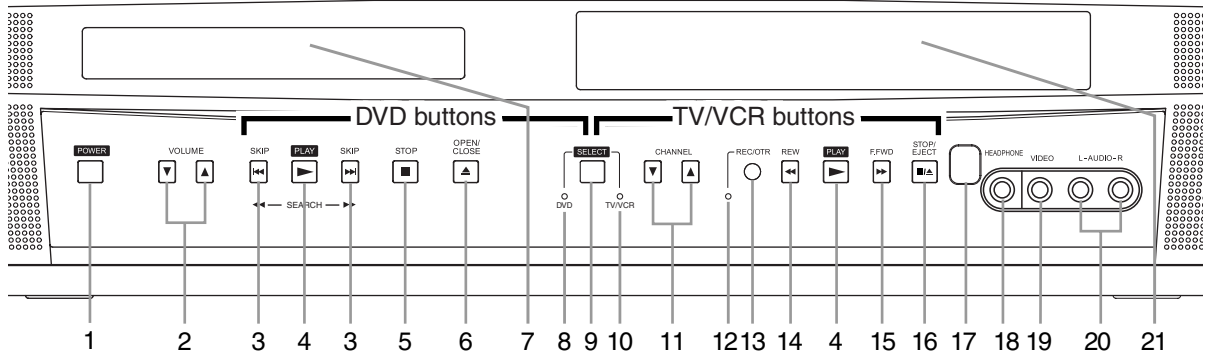 DVD buttons TV/VCR buttons
POWER VOLUME SKIP PLAY SKIP STOP OPEN/
CLOSE SELECT CHANNEL REC/OTR REW PLAY F.FWD STOP/
EJECT HEADPHONE VIDEO L-AUDIO-R
SEARCH DVD TV/VCR
1 2 3 4 3 5 6 7 8 9 10 11 12 13 14 4 15 16 17 18 19 20 21